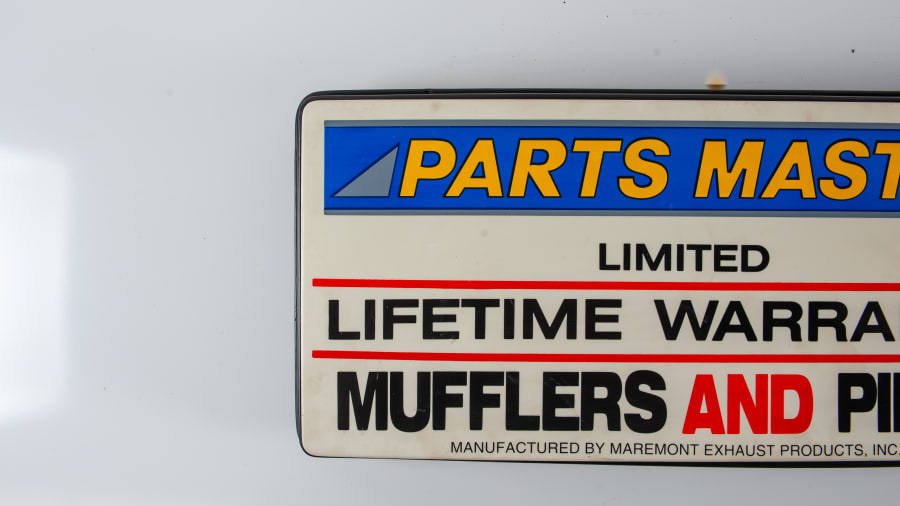 PARTS MAST
LIMITED
LIFETIME WARRA
MUFFLERS AND PI
MANUFACTURED BY MAREMONT EXHAUST PRODUCTS, INC.